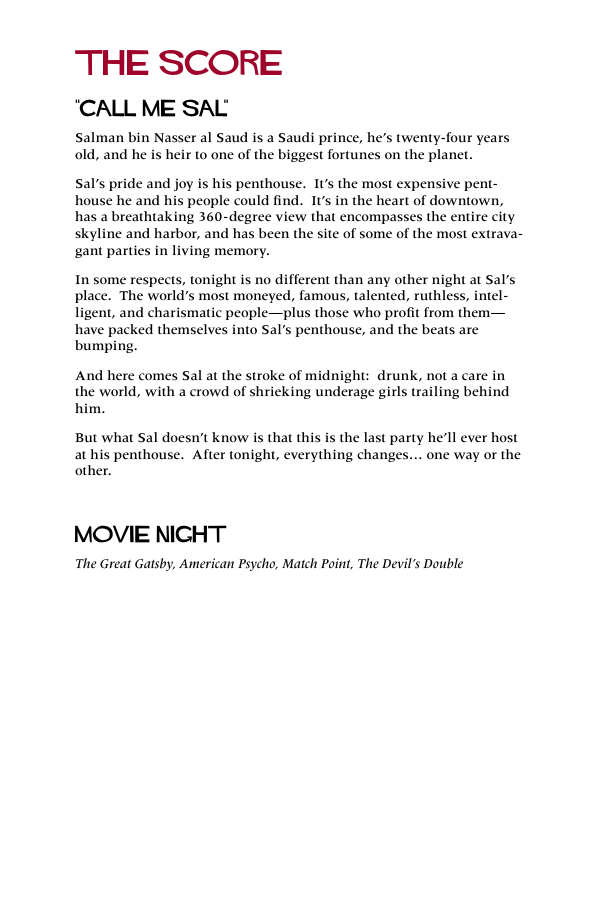 THE SCORE
"CALL ME SAL"
Salman bin Nasser al Saud is a Saudi prince, he’s twenty-four years
old, and he is heir to one of the biggest fortunes on the planet.
Sal’s pride and joy is his penthouse.  It’s the most expensive pent-
house he and his people could find.  It’s in the heart of downtown,
has a breathtaking 360-degree view that encompasses the entire city
skyline and harbor, and has been the site of some of the most extrava-
gant parties in living memory.
In some respects, tonight is no different than any other night at Sal’s
place.  The world’s most moneyed, famous, talented, ruthless, intel-
ligent, and charismatic people—plus those who profit from them—
have packed themselves into Sal’s penthouse, and the beats are
bumping.
And here comes Sal at the stroke of midnight:  drunk, not a care in
the world, with a crowd of shrieking underage girls trailing behind
him.
But what Sal doesn’t know is that this is the last party he’ll ever host
at his penthouse.  After tonight, everything changes… one way or the
other.
MOVIE NIGHT
The Great Gatsby, American Psycho, Match Point, The Devil’s Double